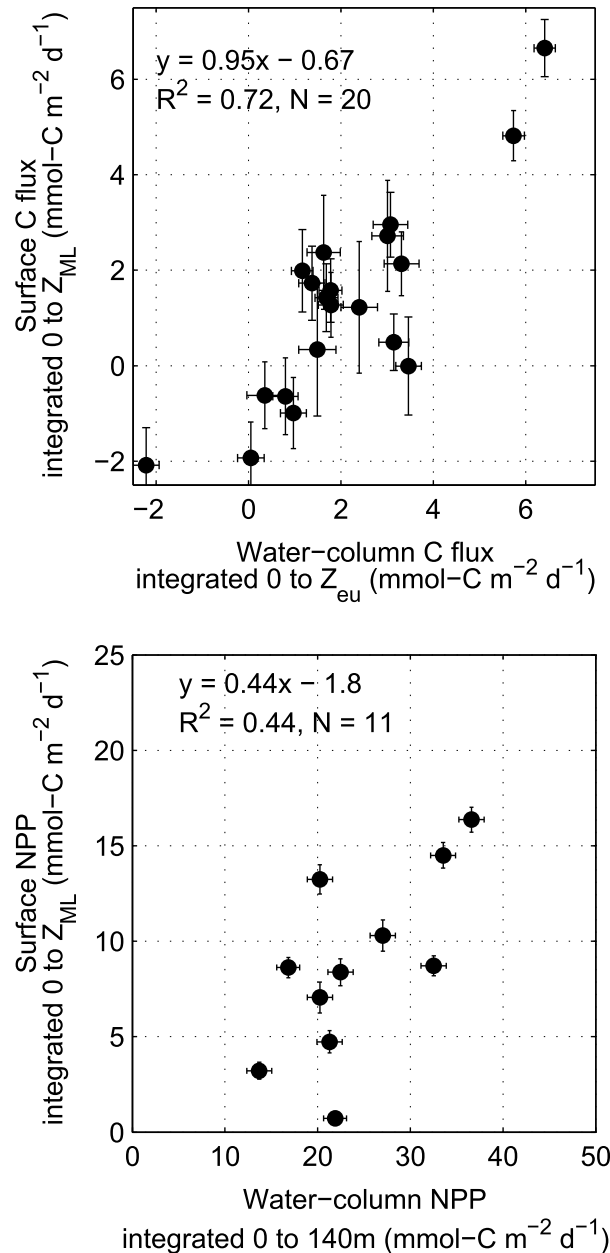 y = 0.95x − 0.67
R² = 0.72, N = 20
Surface C flux
integrated 0 to Z_ML (mmol−C m⁻² d⁻¹)
6
4
2
0
−2
−2 0 2 4 6
Water−column C flux
integrated 0 to Z_eu (mmol−C m⁻² d⁻¹)
y = 0.44x − 1.8
R² = 0.44, N = 11
Surface NPP
integrated 0 to Z_ML (mmol−C m⁻² d⁻¹)
25
20
15
10
5
0
0 10 20 30 40 50
Water−column NPP
integrated 0 to 140m (mmol−C m⁻² d⁻¹)